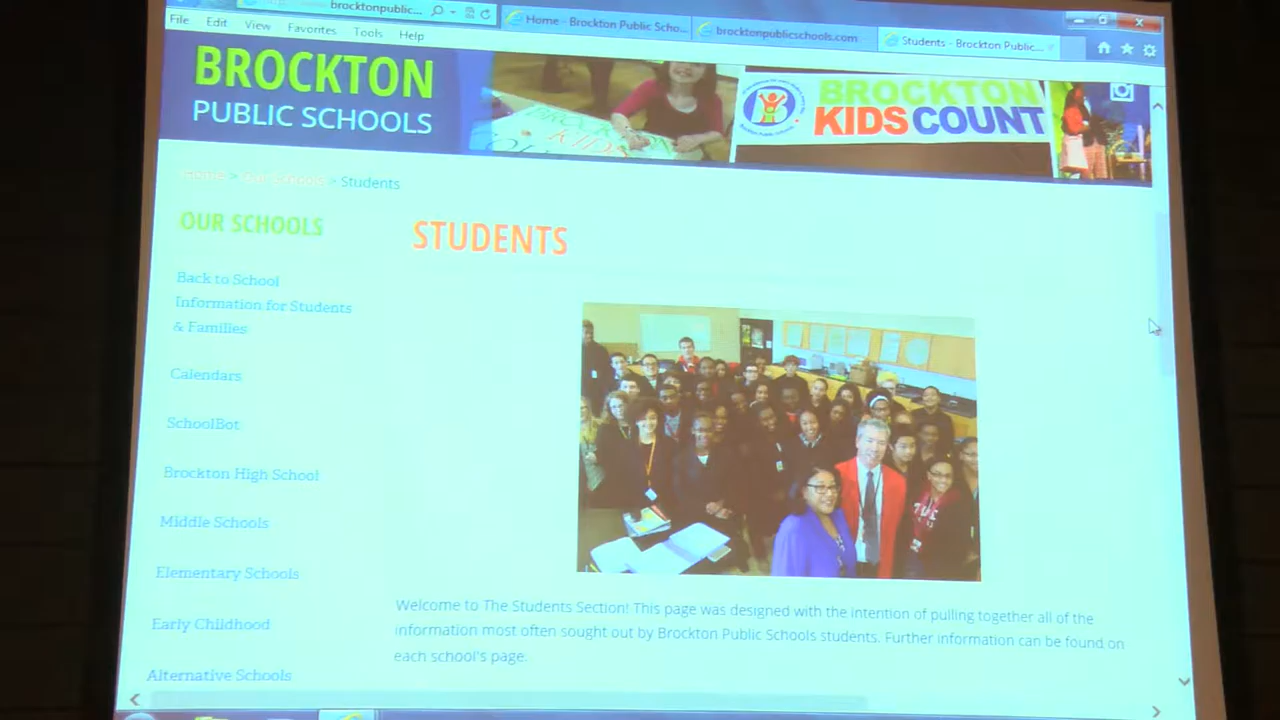 brocktonpublic...
Home - Brockton Public Scho...
brocktonpublicschools.com
Students - Brockton Public...
File Edit View Favorites Tools Help
BROCKTON
PUBLIC SCHOOLS
BROCKTON
KIDS COUNT
BROCKTON
KIDS
Home > Our Schools > Students
OUR SCHOOLS
STUDENTS
Back to School
Information for Students
& Families
Calendars
SchoolBot
Brockton High School
Middle Schools
Elementary Schools
Early Childhood
Alternative Schools
Welcome to The Students Section! This page was designed with the intention of pulling together all of the
information most often sought out by Brockton Public Schools students. Further information can be found on
each school's page.